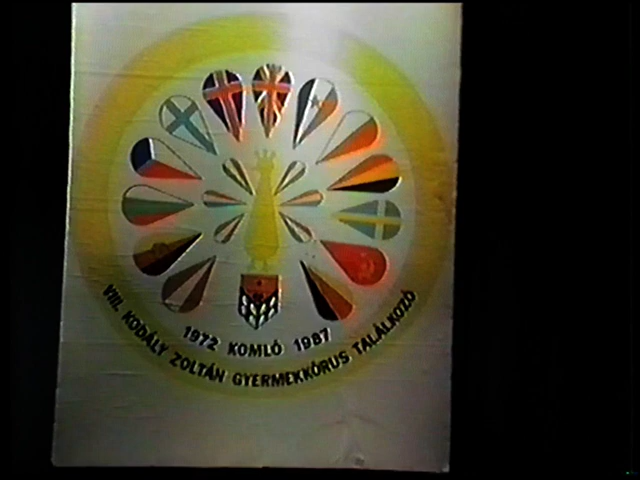 1972 KOMLÓ 1987
VIII. KODÁLY ZOLTÁN GYERMEKKÓRUS TALÁLKOZÓ